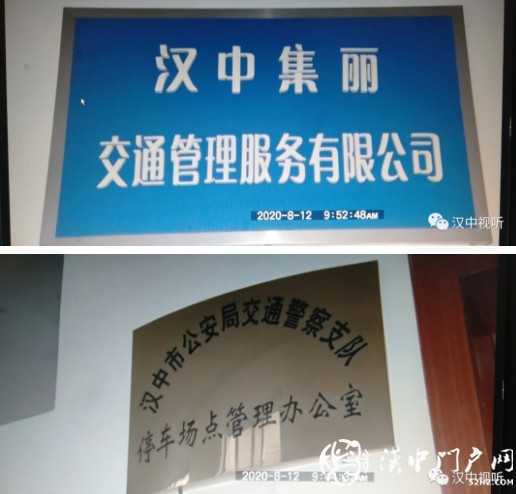 汉中集丽
交通管理服务有限公司
2020-8-12 9:52:48AM
汉中视听
汉中市公安局交通警察支队
停车场点管理办公室
2020-8-12 9
汉中门户网
汉中视听